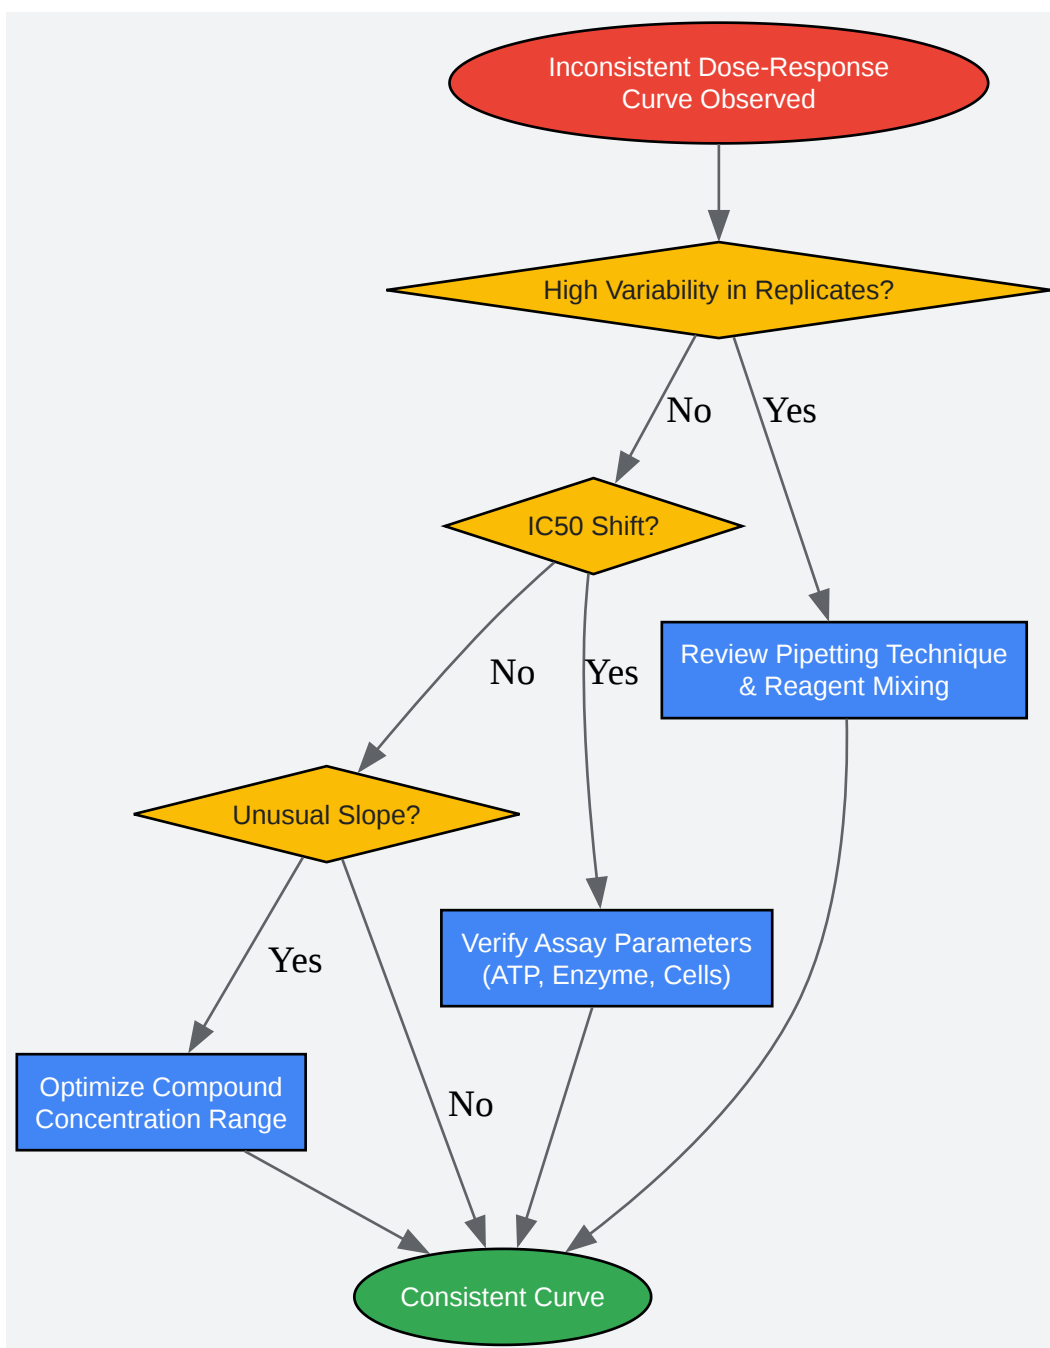 Inconsistent Dose-Response
Curve Observed
High Variability in Replicates?
No
Yes
IC50 Shift?
Review Pipetting Technique
& Reagent Mixing
No
Yes
Unusual Slope?
Verify Assay Parameters
(ATP, Enzyme, Cells)
Yes
Optimize Compound
Concentration Range
No
Consistent Curve